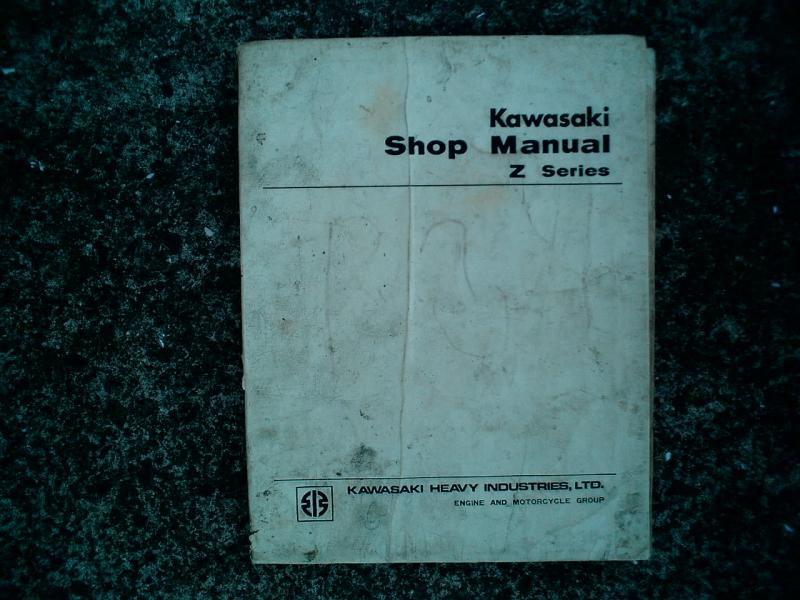 Kawasaki
Shop Manual
Z Series
KAWASAKI HEAVY INDUSTRIES, LTD.
ENGINE AND MOTORCYCLE GROUP